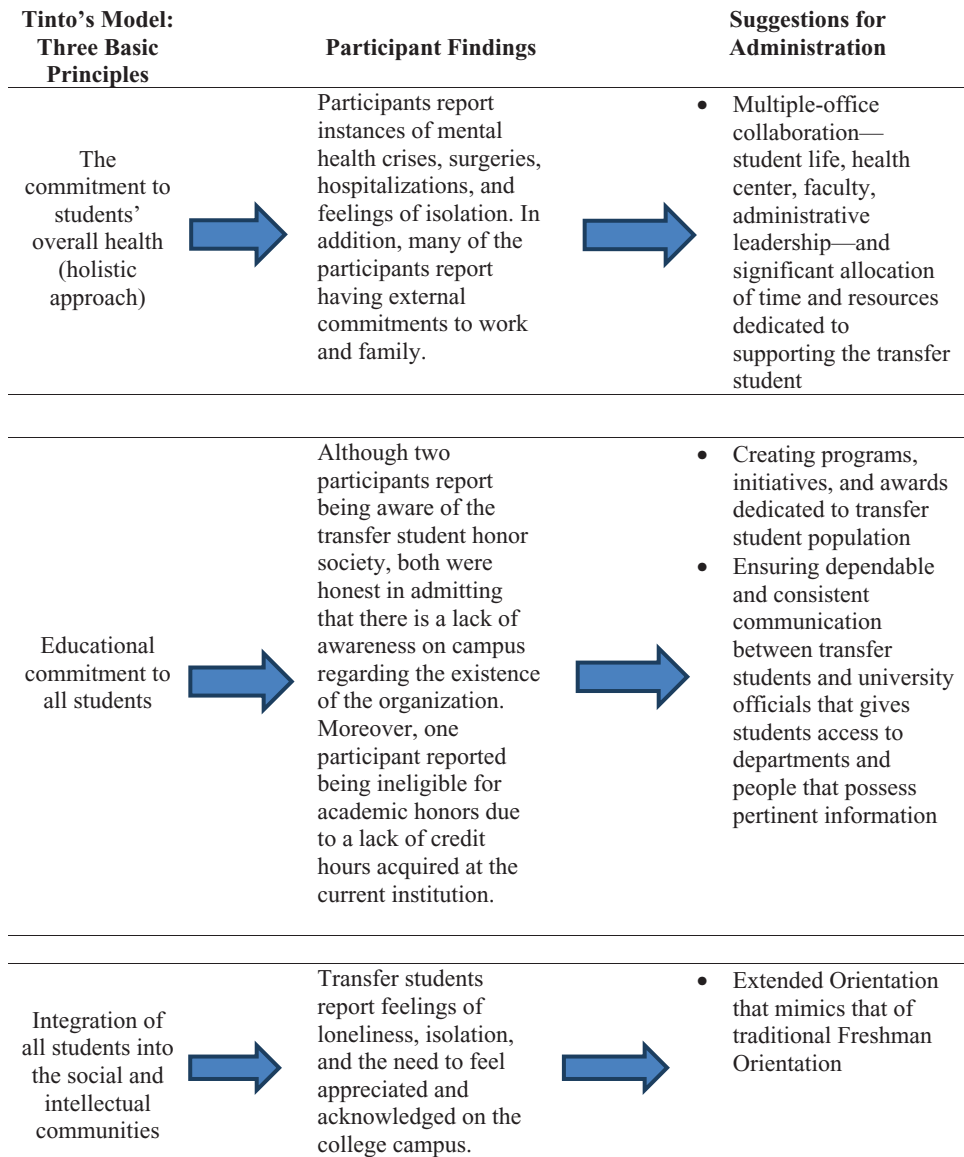 Tinto's Model:
Three Basic
Principles
Participant Findings
Suggestions for
Administration
The
commitment to
students'
overall health
(holistic
approach)
Participants report
instances of mental
health crises, surgeries,
hospitalizations, and
feelings of isolation. In
addition, many of the
participants report
having external
commitments to work
and family.
• Multiple-office
collaboration—
student life, health
center, faculty,
administrative
leadership—and
significant allocation
of time and resources
dedicated to
supporting the transfer
student
Educational
commitment to
all students
Although two
participants report
being aware of the
transfer student honor
society, both were
honest in admitting
that there is a lack of
awareness on campus
regarding the existence
of the organization.
Moreover, one
participant reported
being ineligible for
academic honors due
to a lack of credit
hours acquired at the
current institution.
• Creating programs,
initiatives, and awards
dedicated to transfer
student population
• Ensuring dependable
and consistent
communication
between transfer
students and university
officials that gives
students access to
departments and
people that possess
pertinent information
Integration of
all students into
the social and
intellectual
communities
Transfer students
report feelings of
loneliness, isolation,
and the need to feel
appreciated and
acknowledged on the
college campus.
• Extended Orientation
that mimics that of
traditional Freshman
Orientation